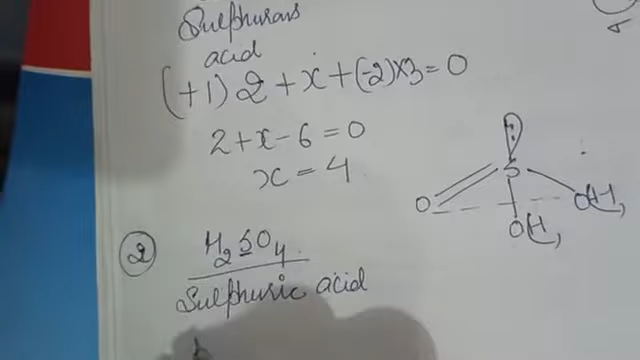 Sulphurous
acid
(+1) 2 + x + (-2)×3 = 0
2 + x - 6 = 0
x = 4
S
O
OH,
OH,
② H₂SO₄
Sulphuric acid